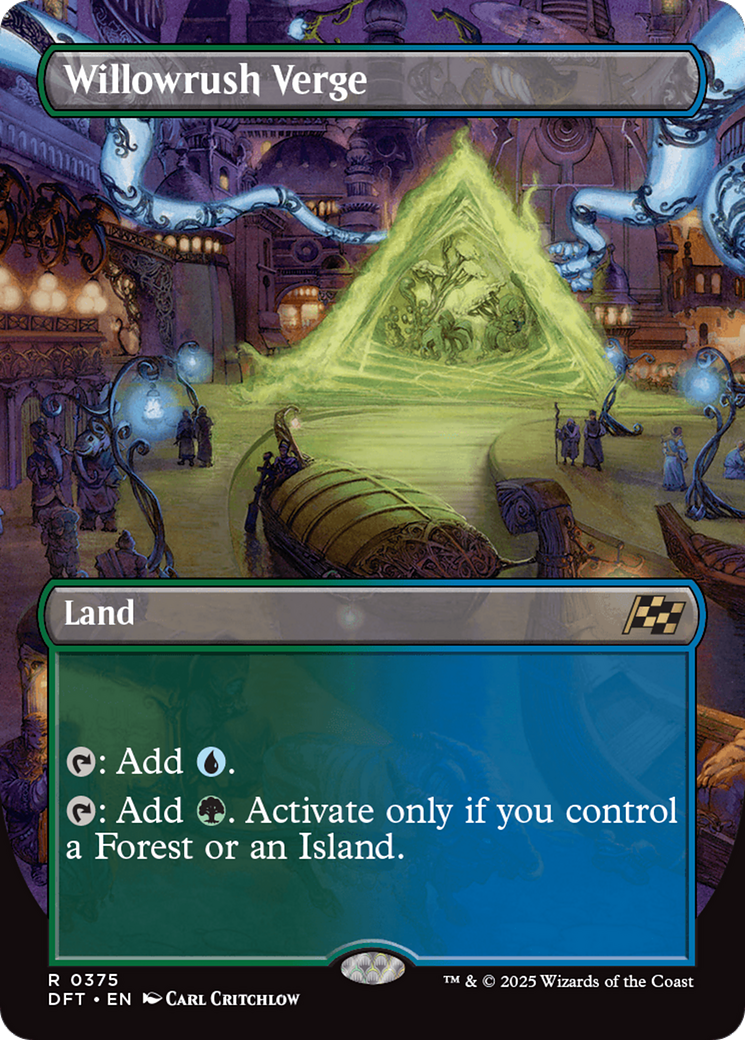 Willowrush Verge
Land
: Add .
: Add . Activate only if you control
a Forest or an Island.
R 0375
DFT • EN CARL CRITCHLOW
™ & © 2025 Wizards of the Coast